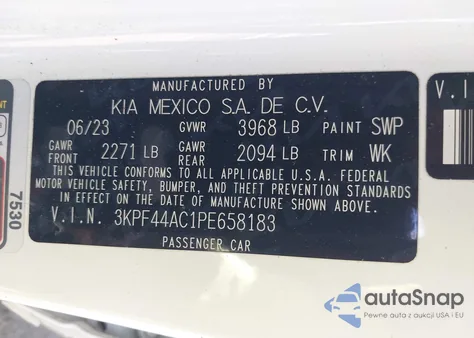 MANUFACTURED BY
KIA MEXICO S.A. DE C.V.
06/23 GVWR 3968 LB PAINT SWP
GAWR FRONT 2271 LB GAWR REAR 2094 LB TRIM WK
THIS VEHICLE CONFORMS TO ALL APPLICABLE U.S.A. FEDERAL
MOTOR VEHICLE SAFETY, BUMPER, AND THEFT PREVENTION STANDARDS
IN EFFECT ON THE DATE OF MANUFACTURE SHOWN ABOVE.
V.I.N. 3KPF44AC1PE658183
PASSENGER CAR
7530
V.I
autoSnap
Pewne auta z aukcji USA i EU